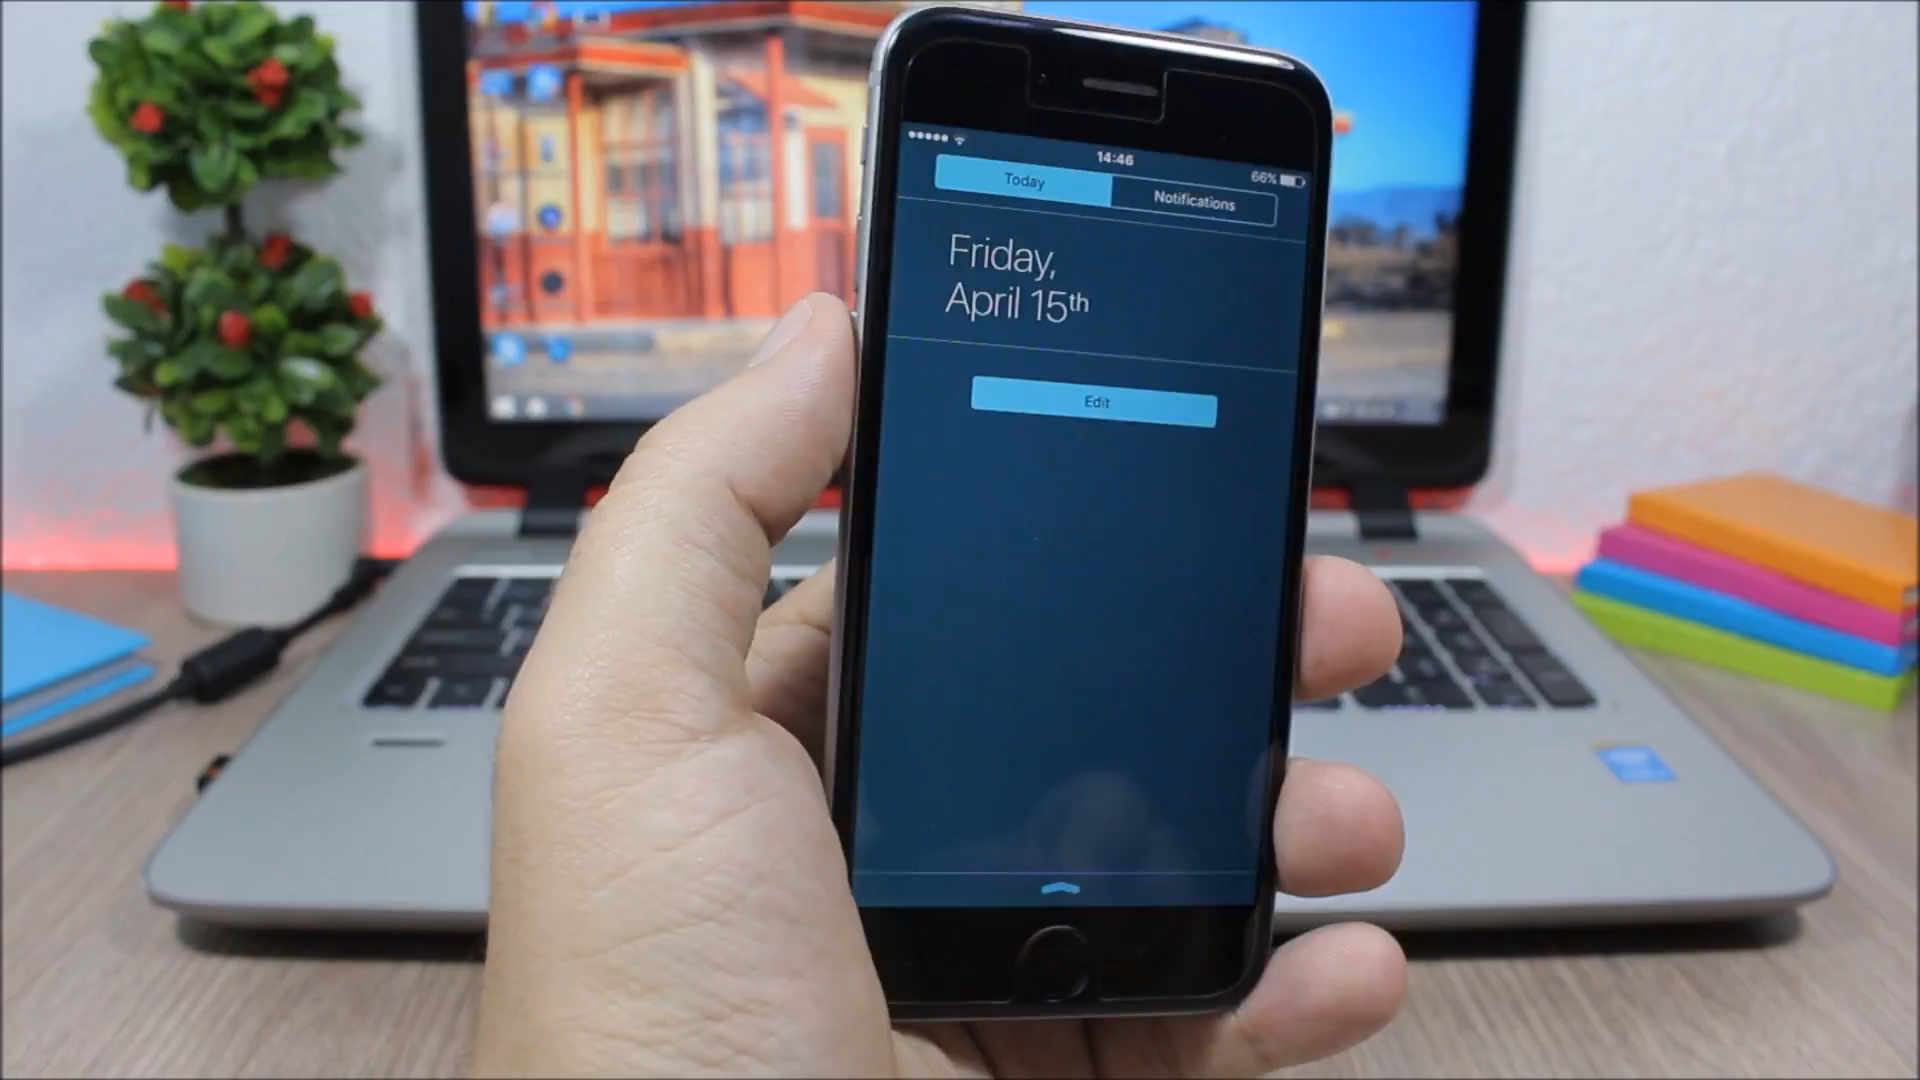 14:46
66%
Today
Notifications
Friday,
April 15th
Edit